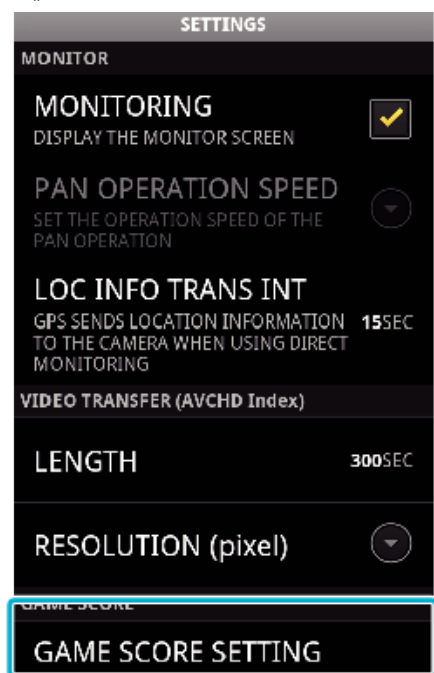 SETTINGS
MONITOR
MONITORING
DISPLAY THE MONITOR SCREEN
PAN OPERATION SPEED
SET THE OPERATION SPEED OF THE
PAN OPERATION
LOC INFO TRANS INT
GPS SENDS LOCATION INFORMATION 15SEC
TO THE CAMERA WHEN USING DIRECT
MONITORING
VIDEO TRANSFER (AVCHD Index)
LENGTH 300SEC
RESOLUTION (pixel)
GAME SCORE
GAME SCORE SETTING